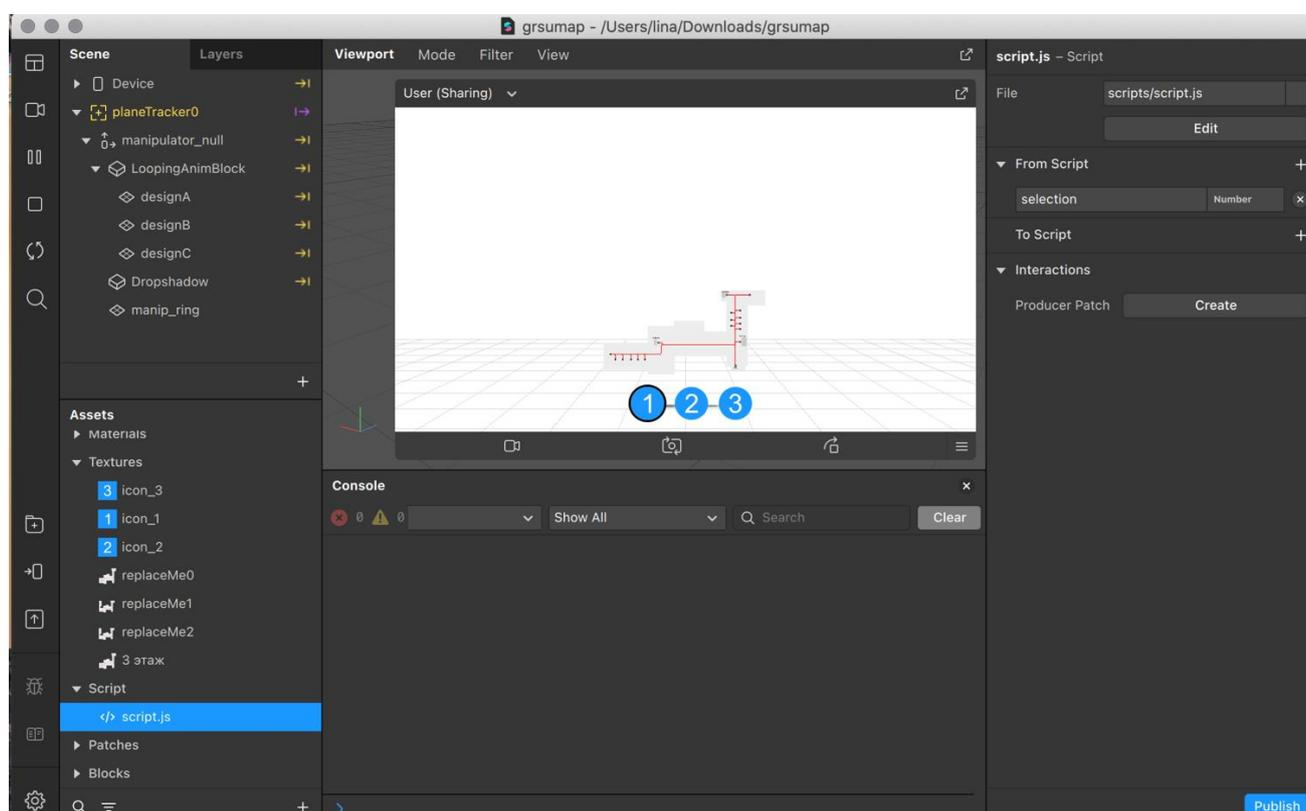 grsumap - /Users/lina/Downloads/grsumap
Scene
Layers
Device
planeTracker0
manipulator_null
LoopingAnimBlock
designA
designB
designC
Dropshadow
manip_ring
Assets
Materials
Textures
3 icon_3
1 icon_1
2 icon_2
replaceMe0
replaceMe1
replaceMe2
3 этаж
Script
</> script.js
Patches
Blocks
Viewport Mode Filter View
User (Sharing)
1 2 3
Console
0 0 Show All Search Clear
script.js – Script
File scripts/script.js
Edit
From Script
selection Number
To Script
Interactions
Producer Patch Create
Publish